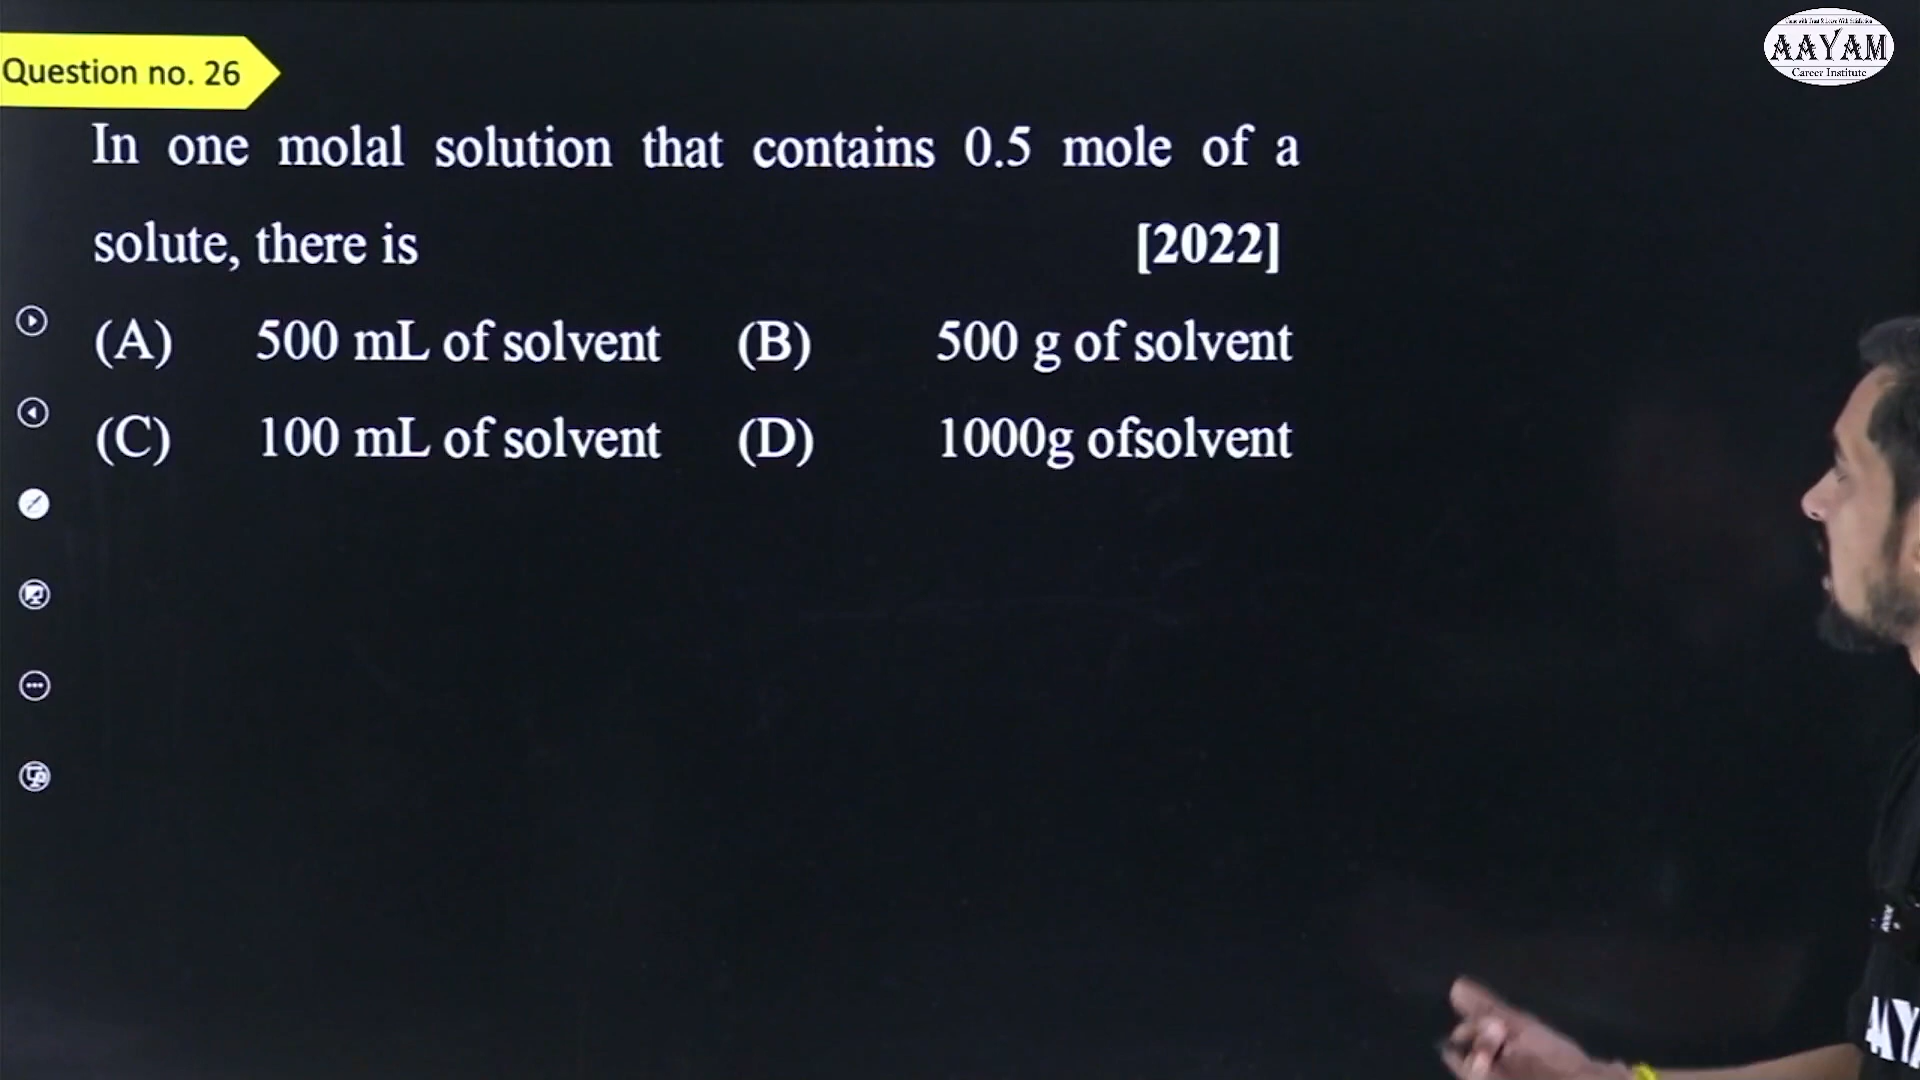 AAYAM
Career Institute
Question no. 26
In one molal solution that contains 0.5 mole of a
solute, there is [2022]
(A) 500 mL of solvent (B) 500 g of solvent
(C) 100 mL of solvent (D) 1000g ofsolvent